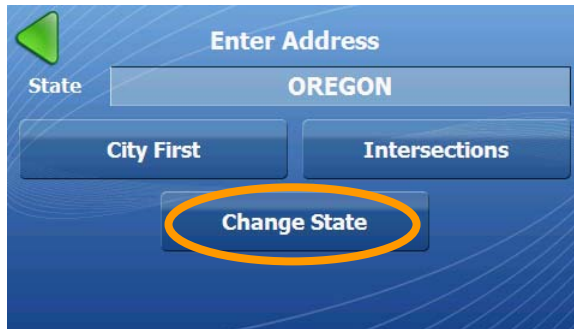 Enter Address
State OREGON
City First Intersections
Change State